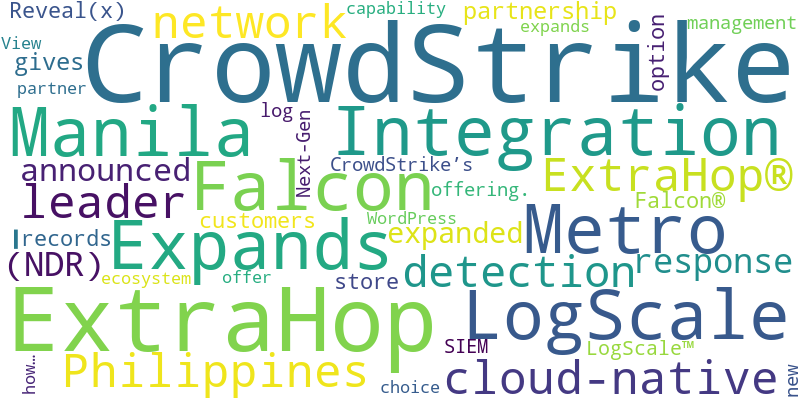 Reveal(x) network capability partnership
expands management
View
gives CrowdStrike option
partner
log Next-Gen
Manila Integration
announced CrowdStrike’s ExtraHop®
leader Falcon offering. Falcon®
customers WordPress
records Expands expanded Metro
(NDR) detection response
ecosystem offer store
ExtraHop LogScale
SIEM LogScale™
how… Philippines choice cloud-native new